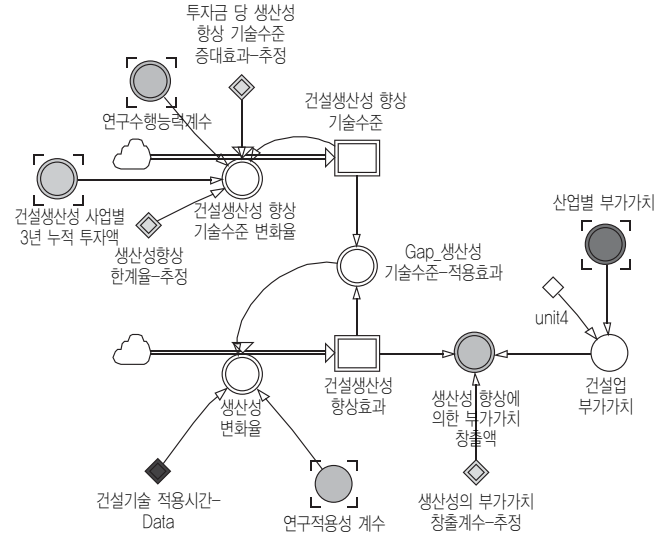 투자금 당 생산성
향상 기술수준
증대효과-추정
연구수행능력계수
건설생산성 향상
기술수준
건설생산성 사업별
3년 누적 투자액
건설생산성 향상
기술수준 변화율
생산성향상
한계율-추정
산업별 부가가치
Gap_생산성
기술수준-적용효과
unit4
건설생산성
향상효과
생산성
변화율
생산성 향상에
의한 부가가치
창출액
건설업
부가가치
건설기술 적용시간-
Data
연구적용성 계수
생산성의 부가가치
창출계수-추정